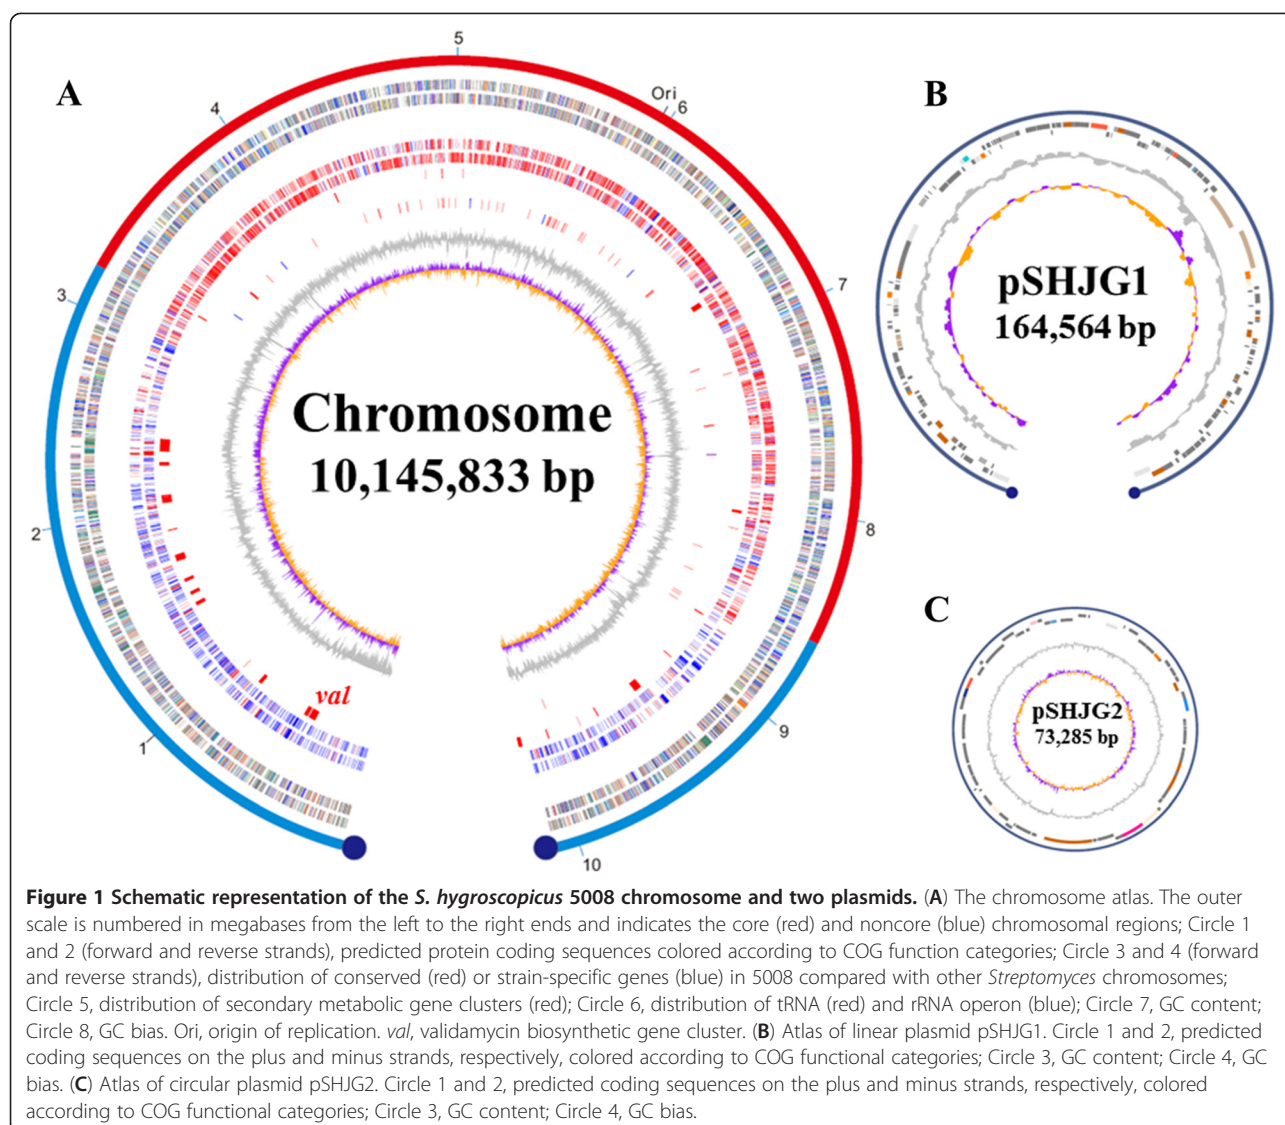 A
5
4
Ori
6
3
7
2
8
1
9
10
Chromosome
10,145,833 bp
val
B
pSHJG1
164,564 bp
C
pSHJG2
73,285 bp
Figure 1 Schematic representation of the S. hygroscopicus 5008 chromosome and two plasmids. (A) The chromosome atlas. The outer
scale is numbered in megabases from the left to the right ends and indicates the core (red) and noncore (blue) chromosomal regions; Circle 1
and 2 (forward and reverse strands), predicted protein coding sequences colored according to COG function categories; Circle 3 and 4 (forward
and reverse strands), distribution of conserved (red) or strain-specific genes (blue) in 5008 compared with other Streptomyces chromosomes;
Circle 5, distribution of secondary metabolic gene clusters (red); Circle 6, distribution of tRNA (red) and rRNA operon (blue); Circle 7, GC content;
Circle 8, GC bias. Ori, origin of replication. val, validamycin biosynthetic gene cluster. (B) Atlas of linear plasmid pSHJG1. Circle 1 and 2, predicted
coding sequences on the plus and minus strands, respectively, colored according to COG functional categories; Circle 3, GC content; Circle 4, GC
bias. (C) Atlas of circular plasmid pSHJG2. Circle 1 and 2, predicted coding sequences on the plus and minus strands, respectively, colored
according to COG functional categories; Circle 3, GC content; Circle 4, GC bias.